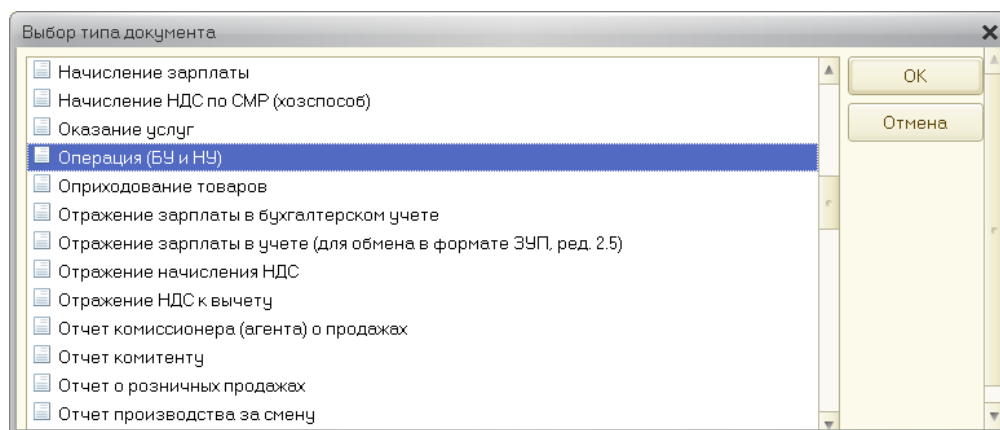 Выбор типа документа
Начисление зарплаты
OK
Начисление НДС по СМР (хозспособ)
Оказание услуг
Отмена
Операция (БУ и НУ)
Оприходование товаров
Отражение зарплаты в бухгалтерском учете
Отражение зарплаты в учете (для обмена в формате ЗУП, ред. 2.5)
Отражение начисления НДС
Отражение НДС к вычету
Отчет комиссионера (агента) о продажах
Отчет комитенту
Отчет о розничных продажах
Отчет производства за смену